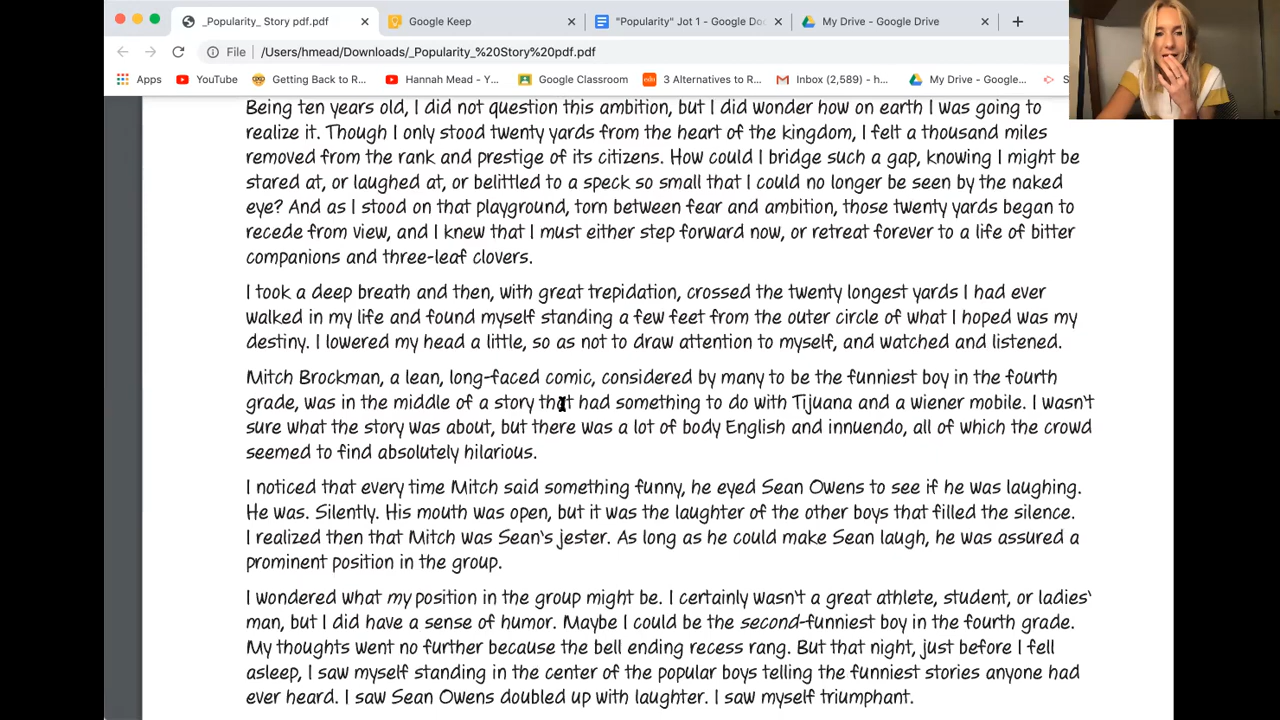 _Popularity_ Story pdf.pdf
Google Keep
"Popularity" Jot 1 - Google Doc
My Drive - Google Drive
File
/Users/hmead/Downloads/_Popularity_%20Story%20pdf.pdf
Apps
YouTube
Getting Back to R...
Hannah Mead - Y...
Google Classroom
3 Alternatives to R...
Inbox (2,589) - h...
My Drive - Google...
S
Being ten years old, I did not question this ambition, but I did wonder how on earth I was going to
realize it. Though I only stood twenty yards from the heart of the kingdom, I felt a thousand miles
removed from the rank and prestige of its citizens. How could I bridge such a gap, knowing I might be
stared at, or laughed at, or belittled to a speck so small that I could no longer be seen by the naked
eye? And as I stood on that playground, torn between fear and ambition, those twenty yards began to
recede from view, and I knew that I must either step forward now, or retreat forever to a life of bitter
companions and three-leaf clovers.
I took a deep breath and then, with great trepidation, crossed the twenty longest yards I had ever
walked in my life and found myself standing a few feet from the outer circle of what I hoped was my
destiny. I lowered my head a little, so as not to draw attention to myself, and watched and listened.
Mitch Brockman, a lean, long-faced comic, considered by many to be the funniest boy in the fourth
grade, was in the middle of a story that had something to do with Tijuana and a wiener mobile. I wasn't
sure what the story was about, but there was a lot of body English and innuendo, all of which the crowd
seemed to find absolutely hilarious.
I noticed that every time Mitch said something funny, he eyed Sean Owens to see if he was laughing.
He was. Silently. His mouth was open, but it was the laughter of the other boys that filled the silence.
I realized then that Mitch was Sean's jester. As long as he could make Sean laugh, he was assured a
prominent position in the group.
I wondered what my position in the group might be. I certainly wasn't a great athlete, student, or ladies'
man, but I did have a sense of humor. Maybe I could be the second-funniest boy in the fourth grade.
My thoughts went no further because the bell ending recess rang. But that night, just before I fell
asleep, I saw myself standing in the center of the popular boys telling the funniest stories anyone had
ever heard. I saw Sean Owens doubled up with laughter. I saw myself triumphant.